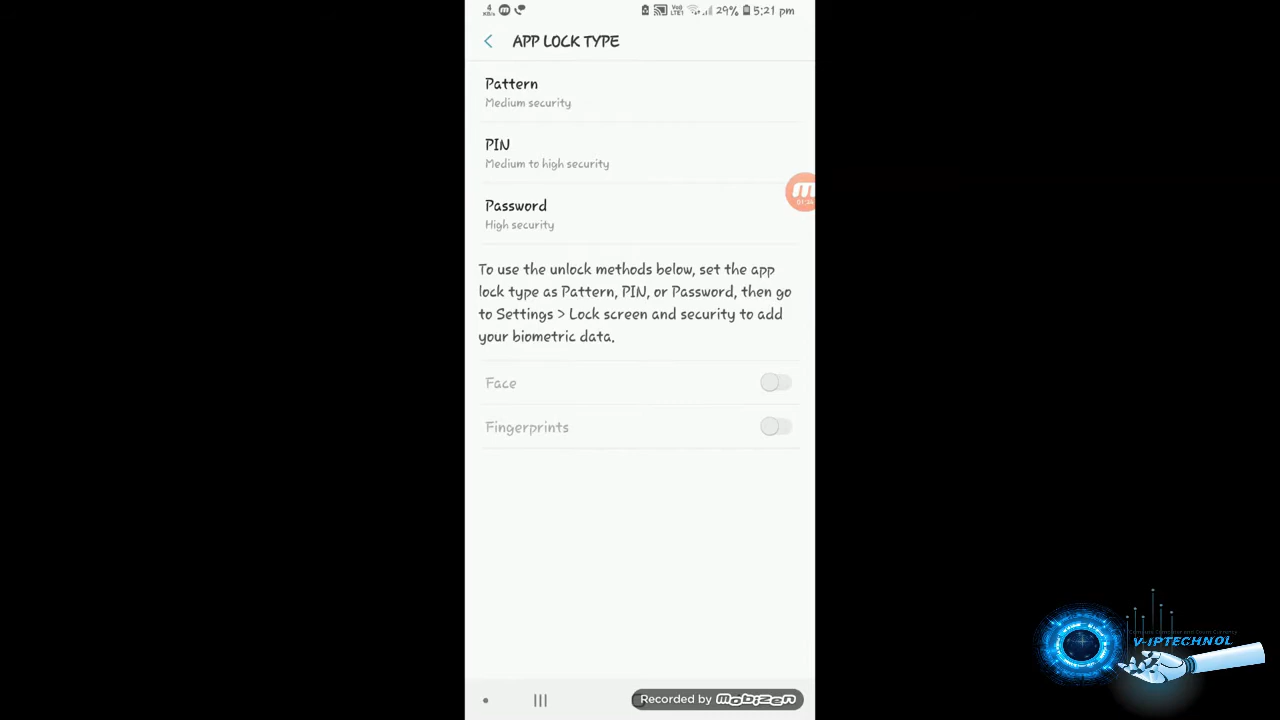 4
KB/s
29% 5:21 pm
APP LOCK TYPE
Pattern
Medium security
PIN
Medium to high security
Password
High security
To use the unlock methods below, set the app
lock type as Pattern, PIN, or Password, then go
to Settings > Lock screen and security to add
your biometric data.
Face
Fingerprints
Recorded by mobizen
V-IPTECHNOL